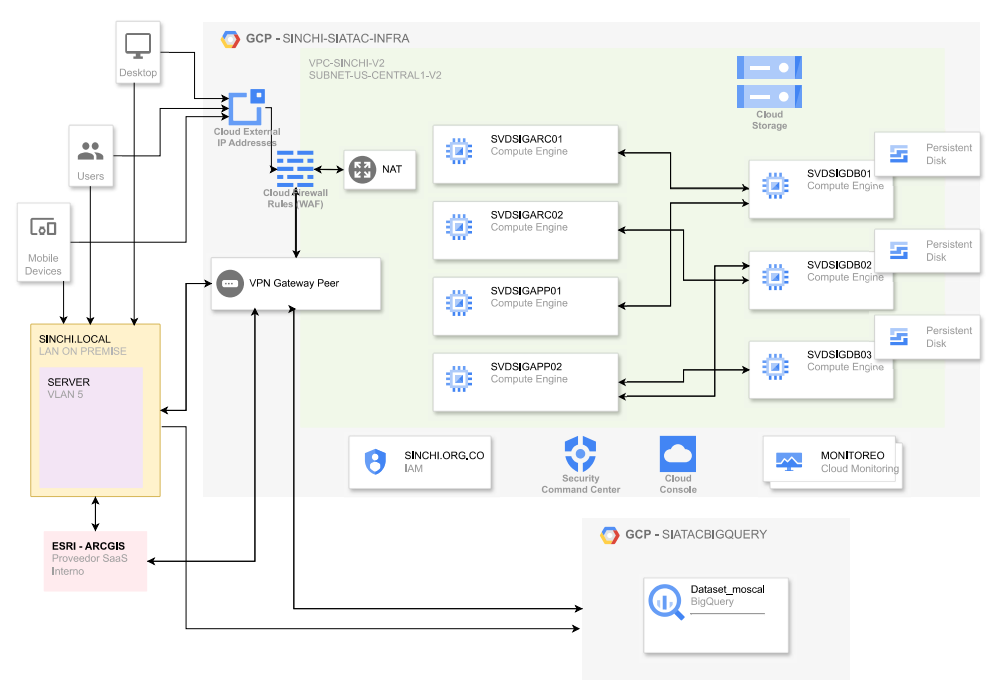 GCP - SINCHI-SIATAC-INFRA
Desktop
VPC-SINCHI-V2
SUBNET-US-CENTRAL1-V2
Cloud
Storage
Cloud External
IP Addresses
Users
Cloud Firewall
Rules (WAF)
NAT
Mobile
Devices
VPN Gateway Peer
SVDSIGARC01
Compute Engine
SVDSIGARC02
Compute Engine
SVDSIGAPP01
Compute Engine
SVDSIGAPP02
Compute Engine
SVDSIGDB01
Compute Engine
Persistent
Disk
SVDSIGDB02
Compute Engine
Persistent
Disk
SVDSIGDB03
Compute Engine
Persistent
Disk
SINCHI.LOCAL
LAN ON PREMISE
SERVER
VLAN 5
SINCHI.ORG.CO
IAM
Security
Command Center
Cloud
Console
MONITOREO
Cloud Monitoring
ESRI - ARCGIS
Proveedor SaaS
Interno
GCP - SIATACBIGQUERY
Dataset_moscal
BigQuery